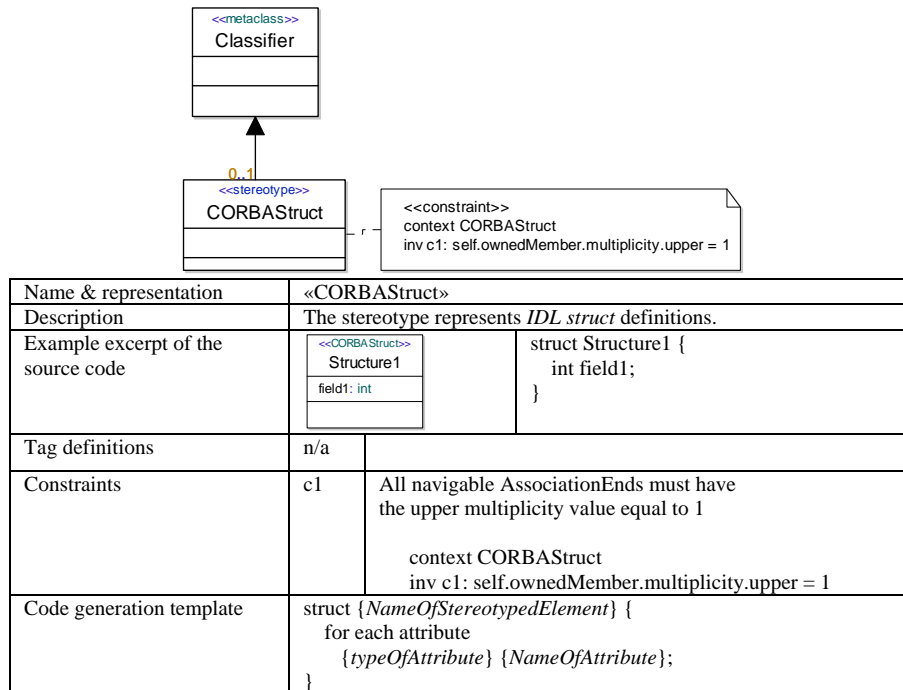 <<metaclass>>
Classifier
0..1
<<stereotype>>
CORBAStruct
r
<<constraint>>
context CORBAStruct
inv c1: self.ownedMember.multiplicity.upper = 1
Name & representation
«CORBAStruct»
Description
The stereotype represents IDL struct definitions.
Example excerpt of the
source code
<<CORBAStruct>>
Structure1
field1: int
struct Structure1 {
int field1;
}
Tag definitions
n/a
Constraints
c1
All navigable AssociationEnds must have
the upper multiplicity value equal to 1
context CORBAStruct
inv c1: self.ownedMember.multiplicity.upper = 1
Code generation template
struct {NameOfStereotypedElement} {
for each attribute
{typeOfAttribute} {NameOfAttribute};
}